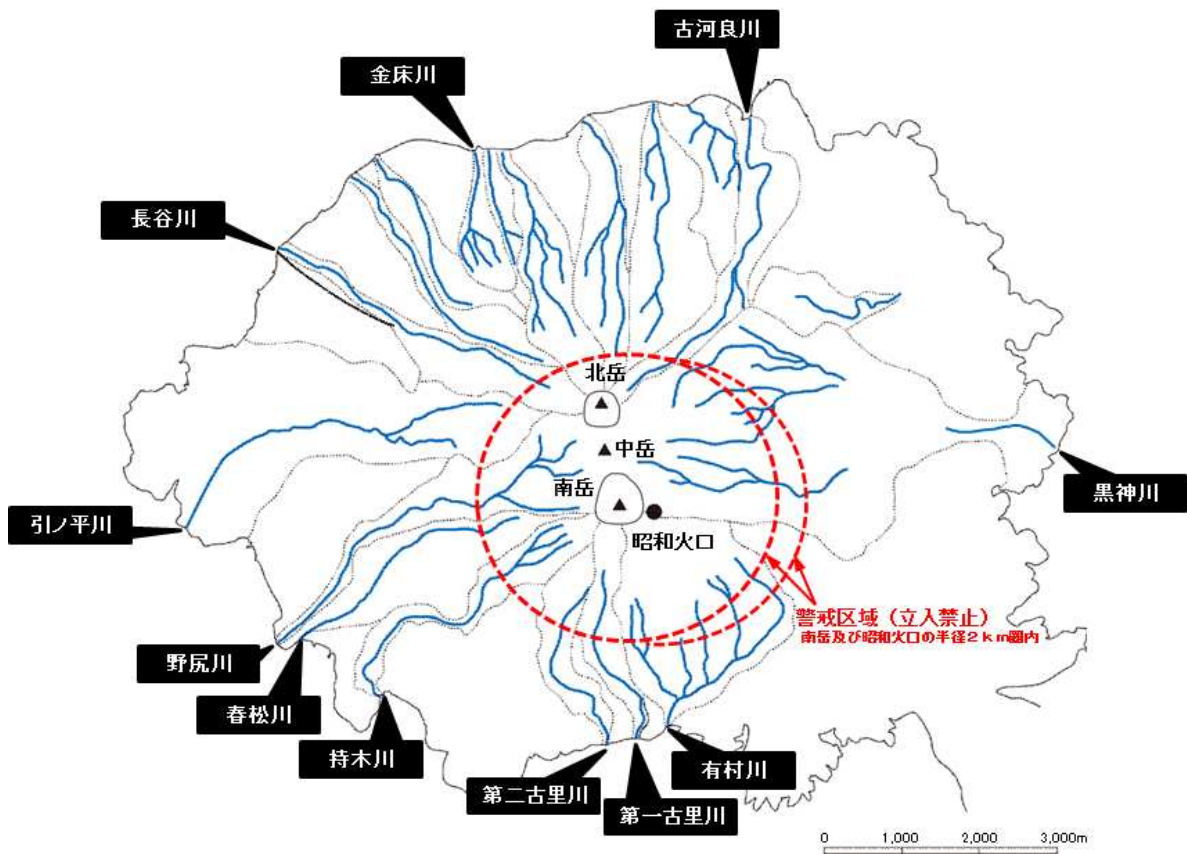 古河良川
金床川
長谷川
北岳
中岳
南岳
昭和火口
黒神川
引ノ平川
警戒区域（立入禁止）
南岳及び昭和火口の半径２ｋｍ圏内
野尻川
春松川
持木川
有村川
第二古里川
第一古里川
0 1,000 2,000 3,000m